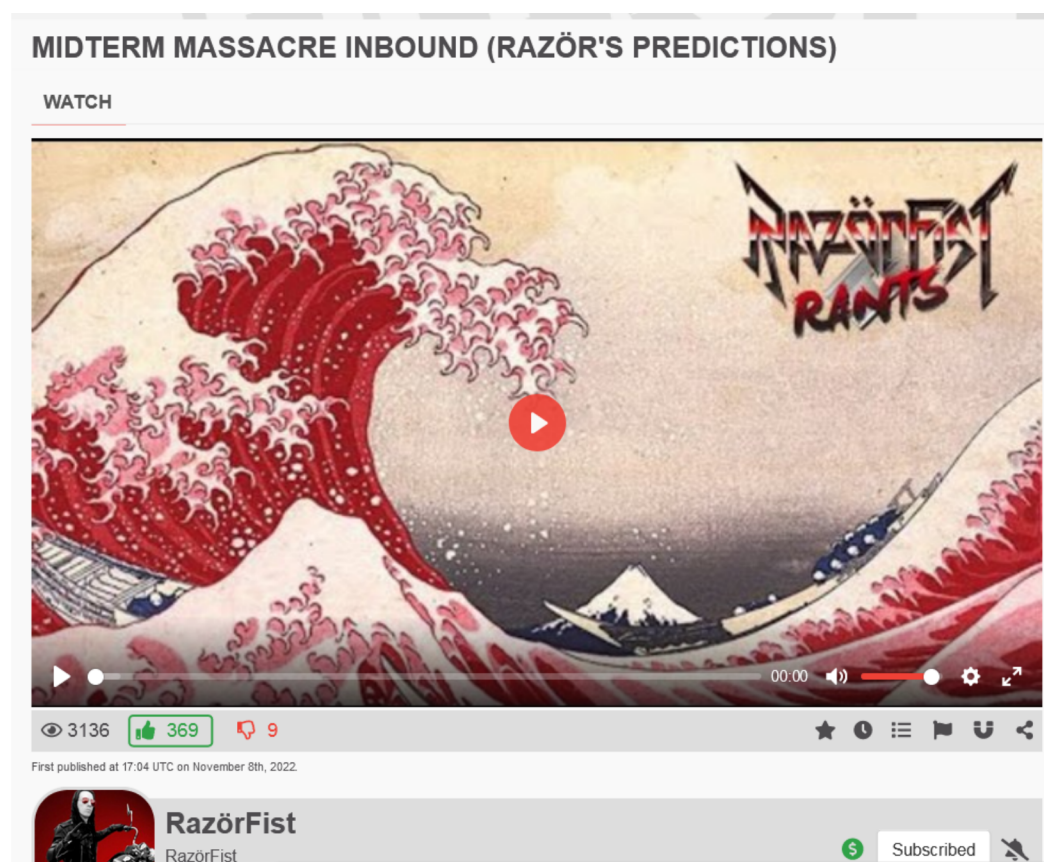 MIDTERM MASSACRE INBOUND (RAZÖR'S PREDICTIONS)
WATCH
RAZÖRFIST
RANTS
00:00
3136 369 9
First published at 17:04 UTC on November 8th, 2022.
RazörFist
RazörFist
Subscribed